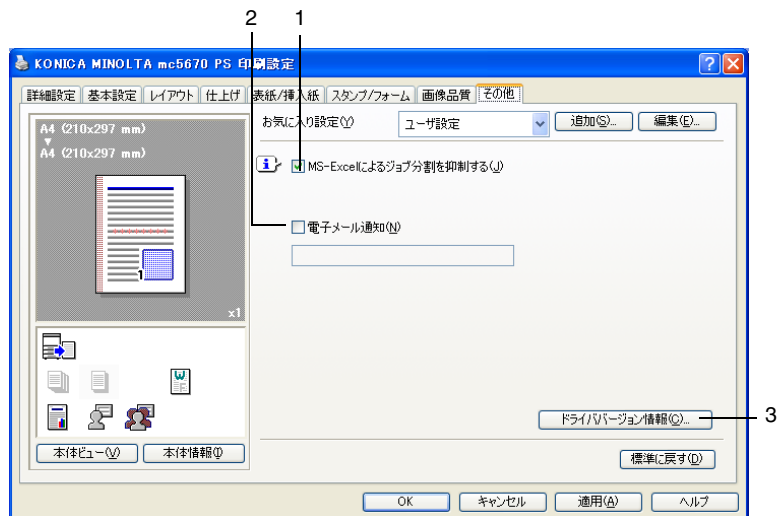 2 1
KONICA MINOLTA mc5670 PS 印刷設定
詳細設定 基本設定 レイアウト 仕上げ 表紙/挿入紙 スタンプ/フォーム 画像品質 その他
A4 (210x297 mm)
A4 (210x297 mm)
お気に入り設定(Y) ユーザ設定 追加(S)... 編集(E)...
MS-Excelによるジョブ分割を抑制する(J)
電子メール通知(N)
1
x1
W
ドライババージョン情報(C)... 3
本体ビュー(V) 本体情報(I)
標準に戻す(D)
OK キャンセル 適用(A) ヘルプ